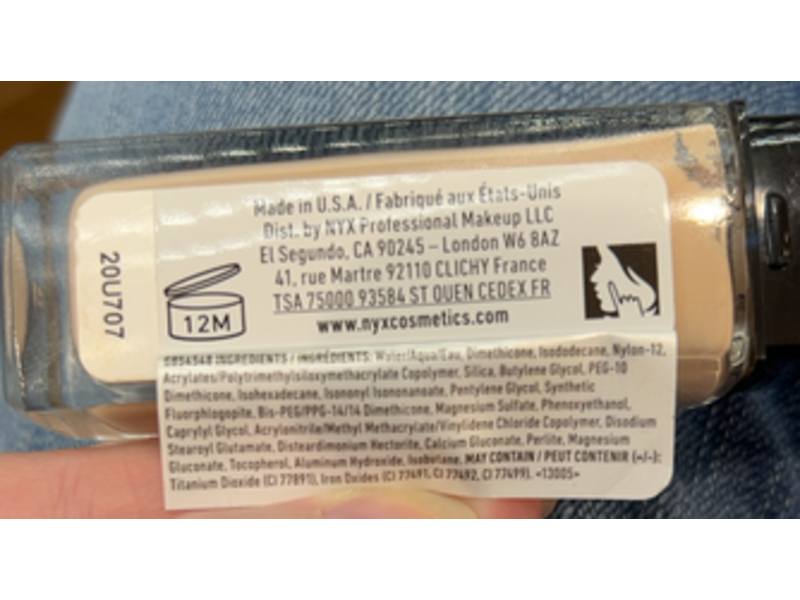 Made in U.S.A. / Fabriqué aux États-Unis
Dist. by NYX Professional Makeup LLC
El Segundo, CA 90245 – London W6 8AZ
41, rue Martre 92110 CLICHY France
TSA 75000 93584 ST OUEN CEDEX FR
www.nyxcosmetics.com
20U707
12M
G854348 INGREDIENTS / INGRÉDIENTS: Water/Aqua/Eau, Dimethicone, Isododecane, Nylon-12,
Acrylates/Polytrimethylsiloxymethacrylate Copolymer, Silica, Butylene Glycol, PEG-10
Dimethicone, Isohexadecane, Isononyl Isononanoate, Pentylene Glycol, Synthetic
Fluorphlogopite, Bis-PEG/PPG-14/14 Dimethicone, Magnesium Sulfate, Phenoxyethanol,
Caprylyl Glycol, Acrylonitrile/Methyl Methacrylate/Vinylidene Chloride Copolymer, Disodium
Stearoyl Glutamate, Disteardimonium Hectorite, Calcium Gluconate, Perlite, Magnesium
Gluconate, Tocopherol, Aluminum Hydroxide, Isobutane, MAY CONTAIN / PEUT CONTENIR (+/-):
Titanium Dioxide (CI 77891), Iron Oxides (CI 77491, CI 77492, CI 77499). <13005>